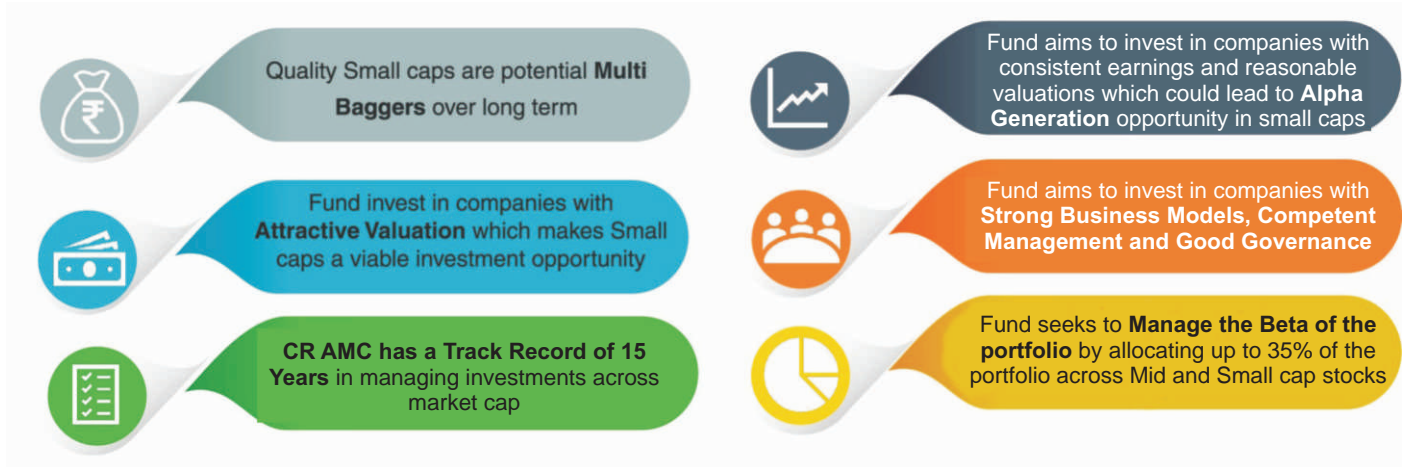 Quality Small caps are potential Multi
Baggers over long term
Fund invest in companies with
Attractive Valuation which makes Small
caps a viable investment opportunity
CR AMC has a Track Record of 15
Years in managing investments across
market cap
Fund aims to invest in companies with
consistent earnings and reasonable
valuations which could lead to Alpha
Generation opportunity in small caps
Fund aims to invest in companies with
Strong Business Models, Competent
Management and Good Governance
Fund seeks to Manage the Beta of the
portfolio by allocating up to 35% of the
portfolio across Mid and Small cap stocks